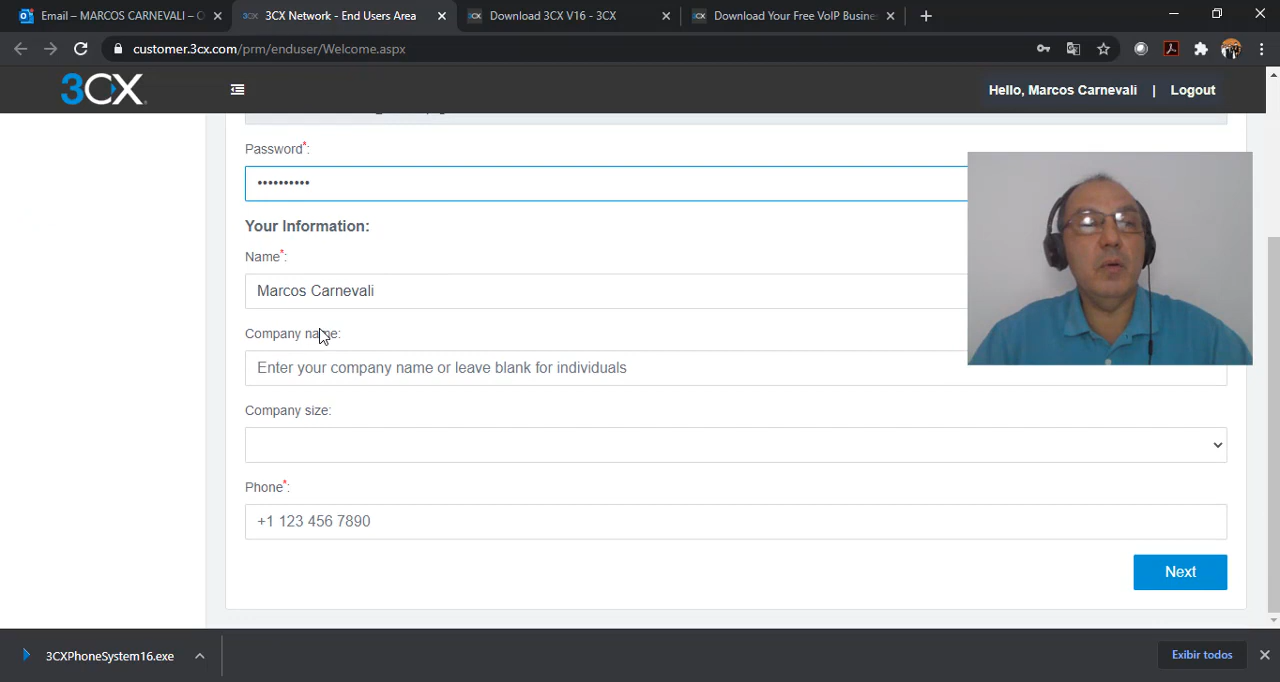 Email – MARCOS CARNEVALI – O
3CX Network - End Users Area
Download 3CX V16 - 3CX
Download Your Free VoIP Busine
customer.3cx.com/prm/enduser/Welcome.aspx
3CX
Hello, Marcos Carnevali | Logout
Password*:
••••••••••
Your Information:
Name*:
Marcos Carnevali
Company name:
Enter your company name or leave blank for individuals
Company size:
Phone*:
+1 123 456 7890
Next
3CXPhoneSystem16.exe
Exibir todos